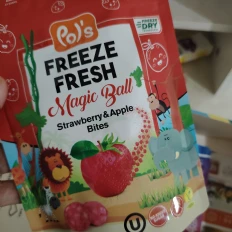 Pol's
FREEZE
DRY
FREEZE
FRESH
Magic Ball
Strawberry & Apple
Bites
U